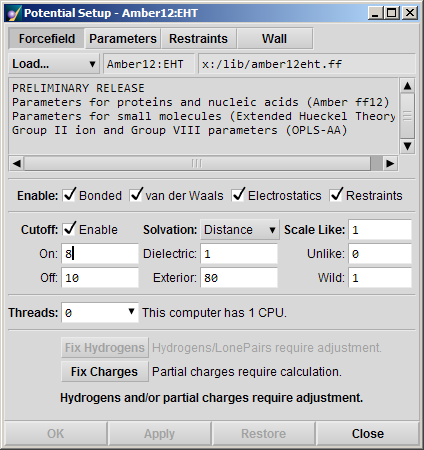 Potential Setup - Amber12:EHT
Forcefield Parameters Restraints Wall
Load... Amber12:EHT x:/lib/amber12eht.ff
PRELIMINARY RELEASE
Parameters for proteins and nucleic acids (Amber ff12)
Parameters for small molecules (Extended Hueckel Theory
Group II ion and Group VIII parameters (OPLS-AA)
Enable: Bonded van der Waals Electrostatics Restraints
Cutoff: Enable Solvation: Distance Scale Like: 1
On: 8 Dielectric: 1 Unlike: 0
Off: 10 Exterior: 80 Wild: 1
Threads: 0 This computer has 1 CPU.
Fix Hydrogens Hydrogens/LonePairs require adjustment.
Fix Charges Partial charges require calculation.
Hydrogens and/or partial charges require adjustment.
OK Apply Restore Close